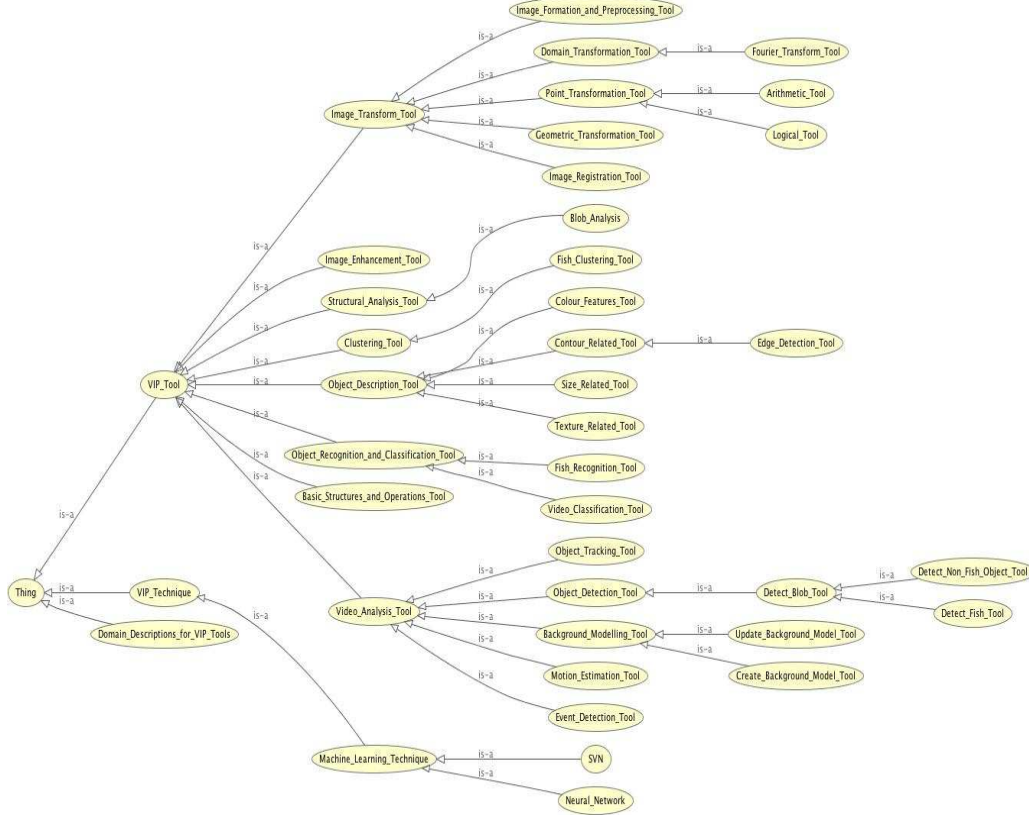 Image_Formation_and_Preprocessing_Tool
is-a
Domain_Transformation_Tool
is-a
Fourier_Transform_Tool
is-a
Image_Transform_Tool
is-a
Point_Transformation_Tool
is-a
Arithmetic_Tool
is-a
Logical_Tool
is-a
Geometric_Transformation_Tool
is-a
Image_Registration_Tool
is-a
Blob_Analysis
is-a
is-a
Image_Enhancement_Tool
is-a
Fish_Clustering_Tool
is-a
Structural_Analysis_Tool
is-a
Colour_Features_Tool
is-a
Clustering_Tool
is-a
Contour_Related_Tool
is-a
Edge_Detection_Tool
is-a
VIP_Tool
is-a
Object_Description_Tool
is-a
Size_Related_Tool
is-a
Texture_Related_Tool
is-a
Object_Recognition_and_Classification_Tool
is-a
Fish_Recognition_Tool
is-a
Basic_Structures_and_Operations_Tool
is-a
Video_Classification_Tool
is-a
is-a
Object_Tracking_Tool
is-a
Thing
is-a
VIP_Technique
is-a
Domain_Descriptions_for_VIP_Tools
is-a
Video_Analysis_Tool
is-a
Object_Detection_Tool
is-a
Detect_Blob_Tool
is-a
Detect_Non_Fish_Object_Tool
is-a
Detect_Fish_Tool
is-a
Background_Modelling_Tool
is-a
Update_Background_Model_Tool
is-a
Create_Background_Model_Tool
is-a
Motion_Estimation_Tool
is-a
Event_Detection_Tool
Machine_Learning_Technique
is-a
SVN
is-a
Neural_Network